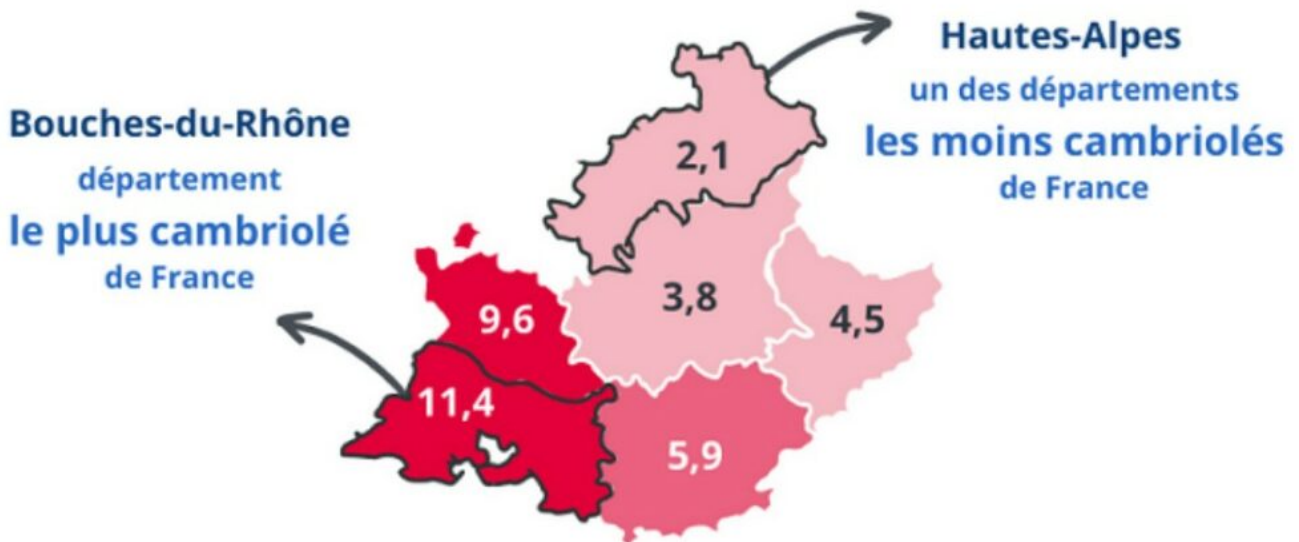 Hautes-Alpes
un des départements
les moins cambriolés
de France
Bouches-du-Rhône
département
le plus cambriolé
de France
2,1
3,8
4,5
9,6
11,4
5,9